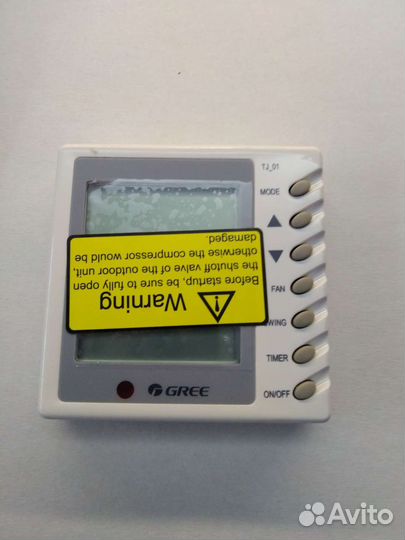 TJ_01
MODE
Warning
Before startup, be sure to fully open
the shutoff valve of the outdoor unit,
otherwise the compressor would be
damaged.
FAN
TIMER
ON/OFF
GREE
Avito